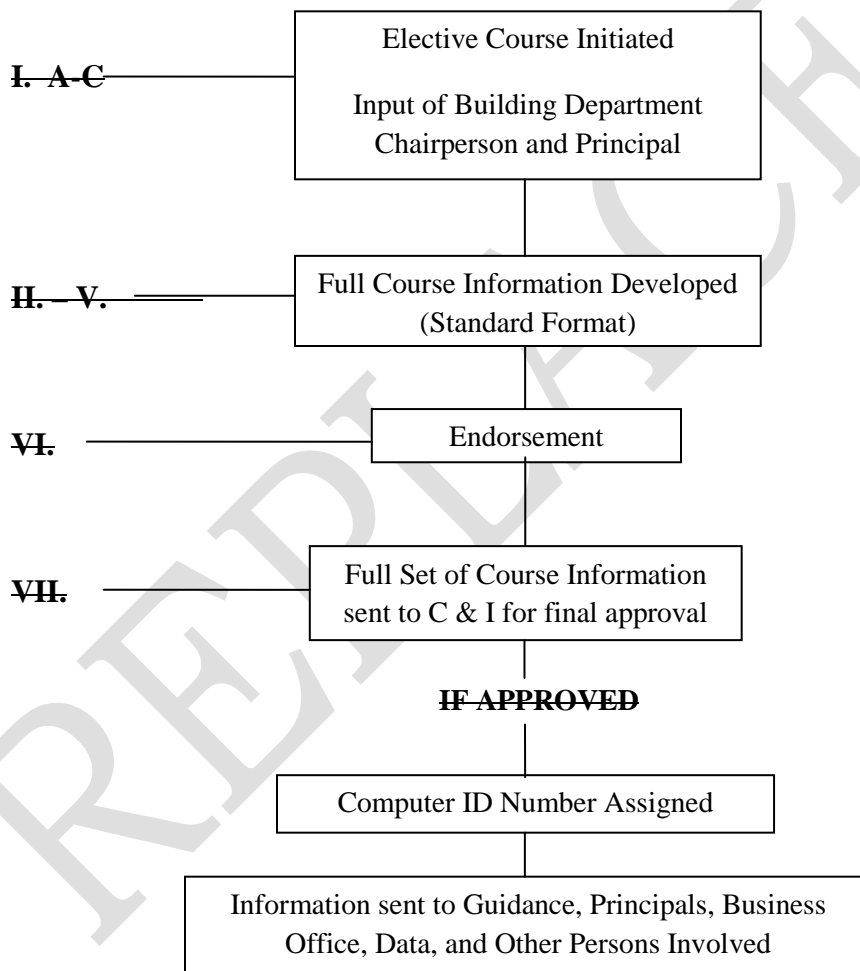 Elective Course Initiated
I. A-C
Input of Building Department
Chairperson and Principal
Full Course Information Developed
II. – V.
(Standard Format)
Endorsement
VI.
Full Set of Course Information
VII.
sent to C & I for final approval
IF APPROVED
Computer ID Number Assigned
Information sent to Guidance, Principals, Business
Office, Data, and Other Persons Involved
REPLACE